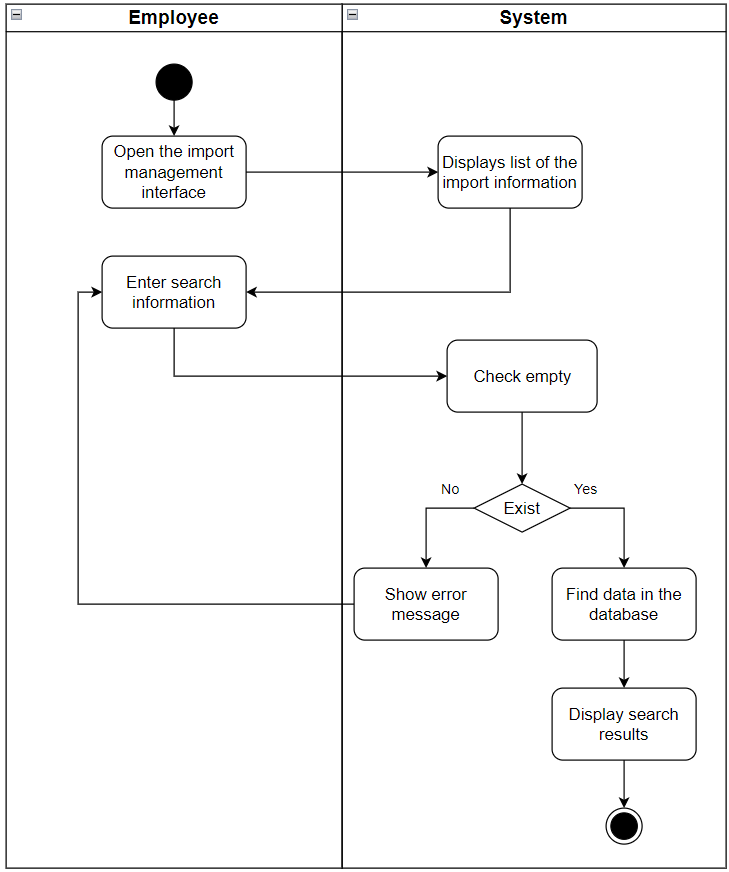 Employee
System
Open the import
management
interface
Displays list of the
import information
Enter search
information
Check empty
No
Yes
Exist
Show error
message
Find data in the
database
Display search
results